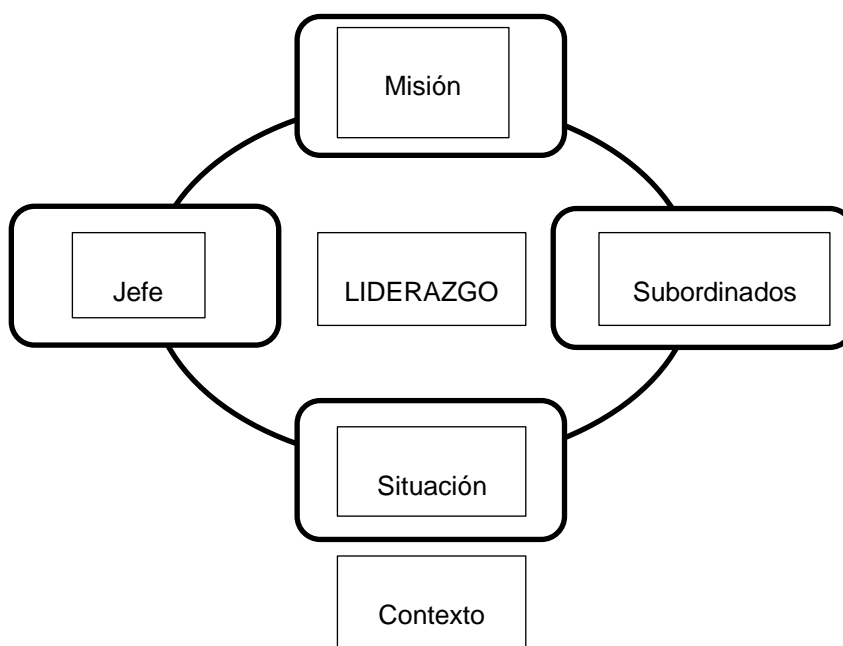 Misión
Jefe
LIDERAZGO
Subordinados
Situación
Contexto